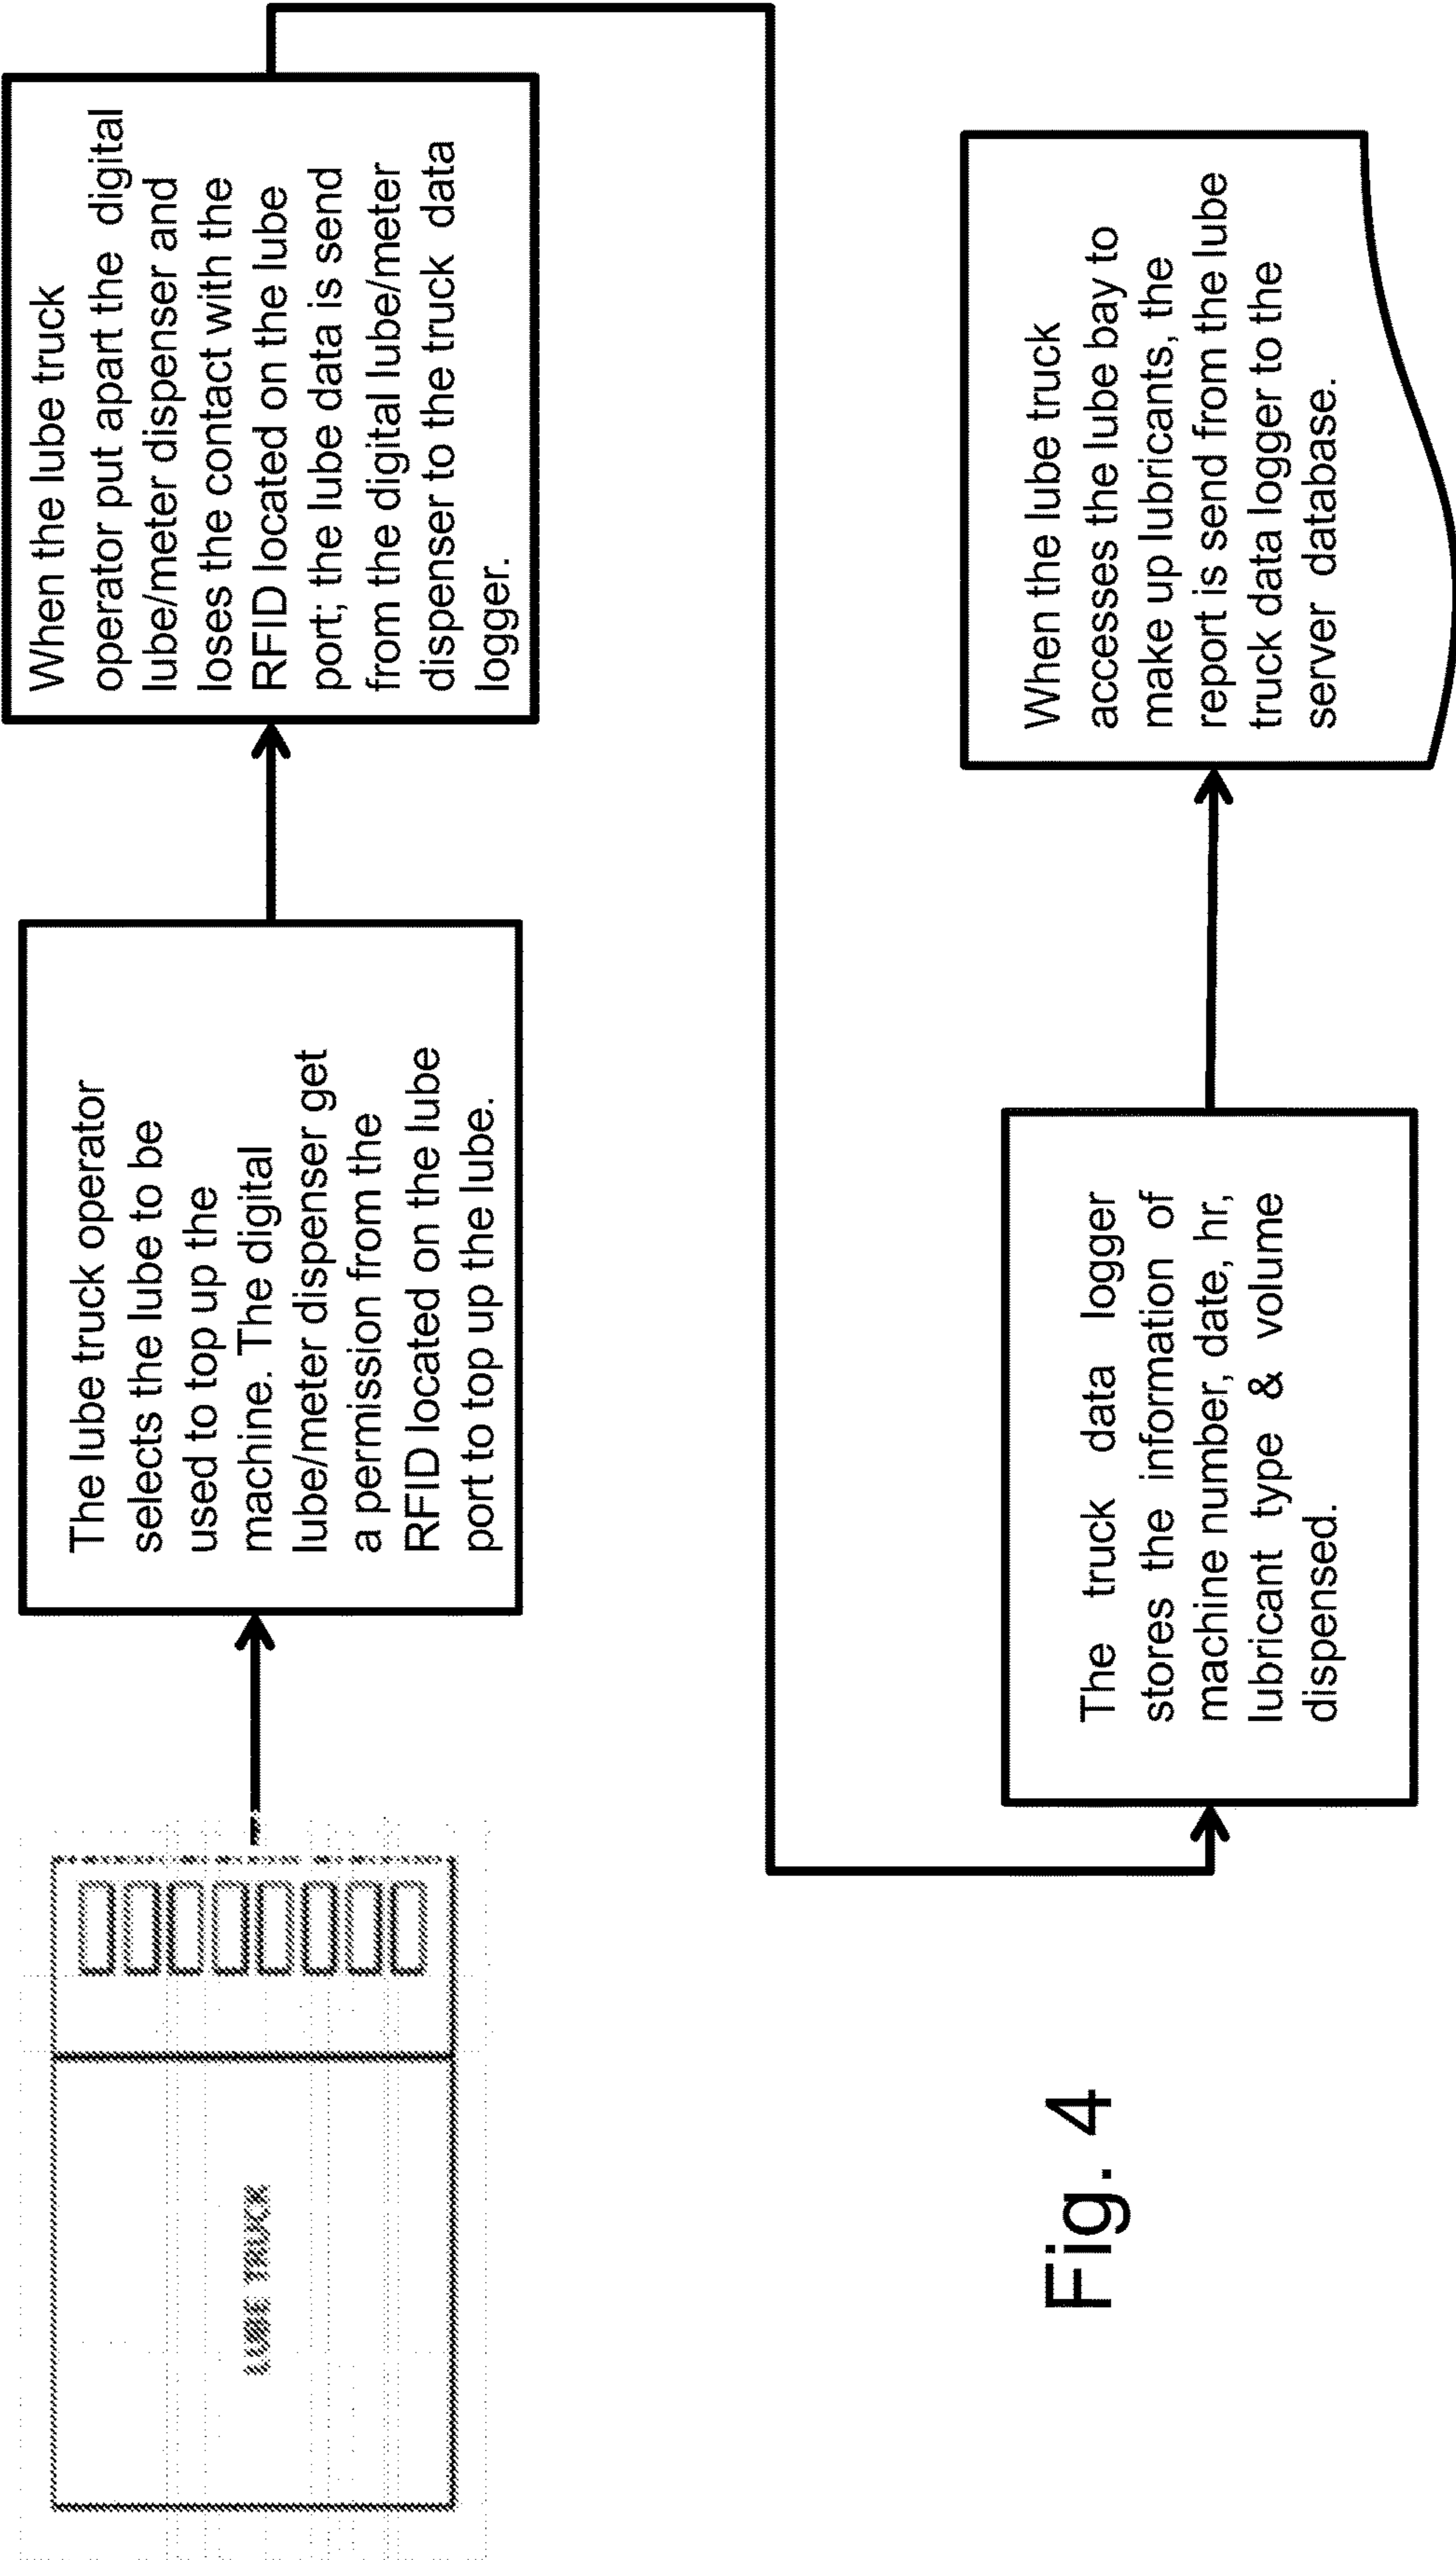 LUBE TRUCK
The lube truck operator
selects the lube to be
used to top up the
machine. The digital
lube/meter dispenser get
a permission from the
RFID located on the lube
port to top up the lube.
When the lube truck
operator put apart the digital
lube/meter dispenser and
loses the contact with the
RFID located on the lube
port; the lube data is send
from the digital lube/meter
dispenser to the truck data
logger.
The truck data logger
stores the information of
machine number, date, hr,
lubricant type & volume
dispensed.
When the lube truck
accesses the lube bay to
make up lubricants, the
report is send from the lube
truck data logger to the
server database.
Fig. 4